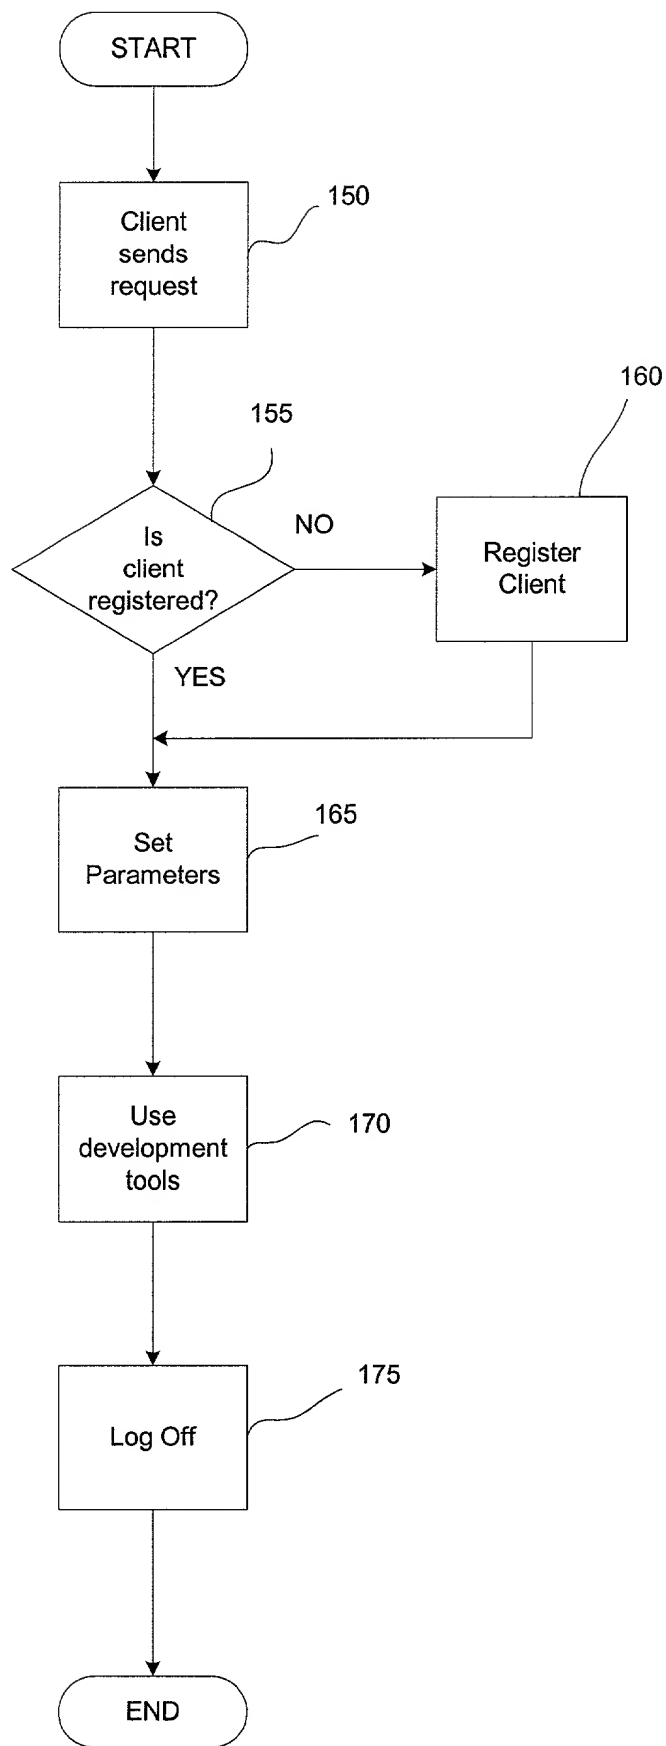 START
150
Client
sends
request
160
155
NO
Is
client
registered?
Register
Client
YES
165
Set
Parameters
Use
development
tools
170
175
Log Off
END